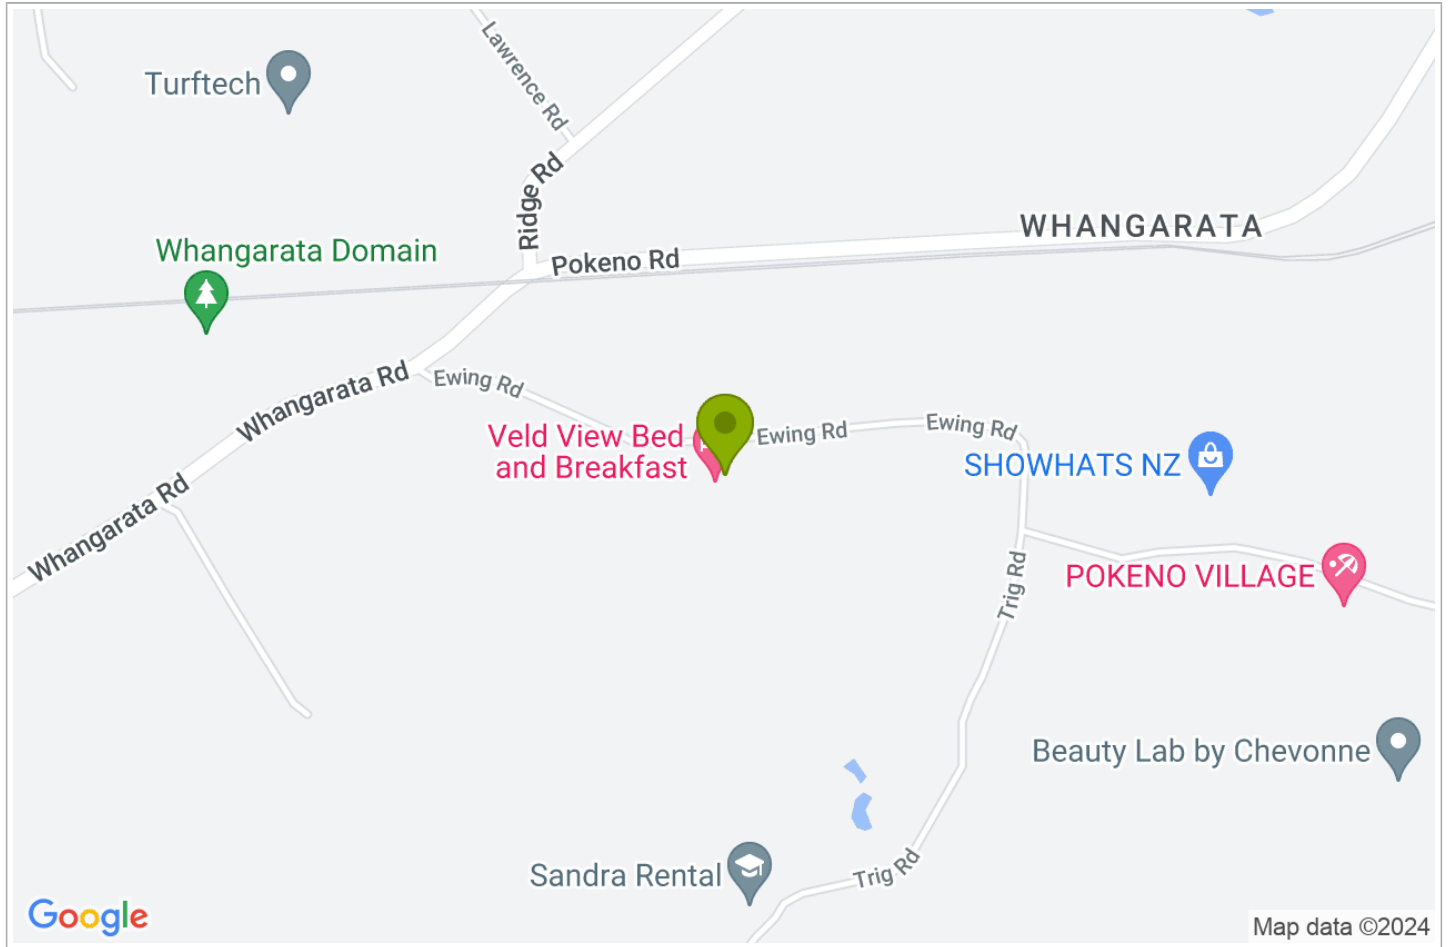 Lawrence Rd
Turftech
Ridge Rd
WHANGARATA
Whangarata Domain
Pokeno Rd
Whangarata Rd
Ewing Rd
Veld View Bed
and Breakfast
Ewing Rd
Ewing Rd
SHOWHATS NZ
Whangarata Rd
Trig Rd
POKENO VILLAGE
Beauty Lab by Chevonne
Sandra Rental
Trig Rd
Google
Map data ©2024